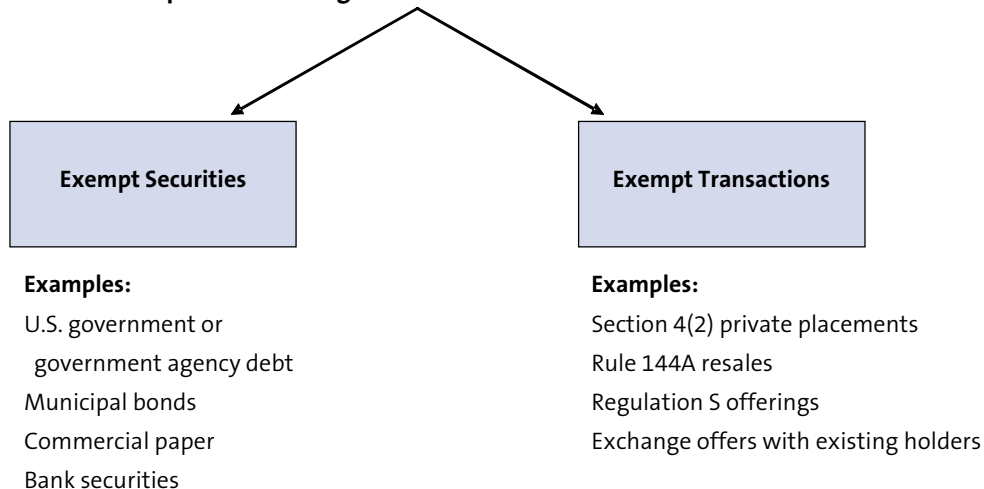 Exempt Securities
Examples:
U.S. government or
government agency debt
Municipal bonds
Commercial paper
Bank securities
Exempt Transactions
Examples:
Section 4(2) private placements
Rule 144A resales
Regulation S offerings
Exchange offers with existing holders